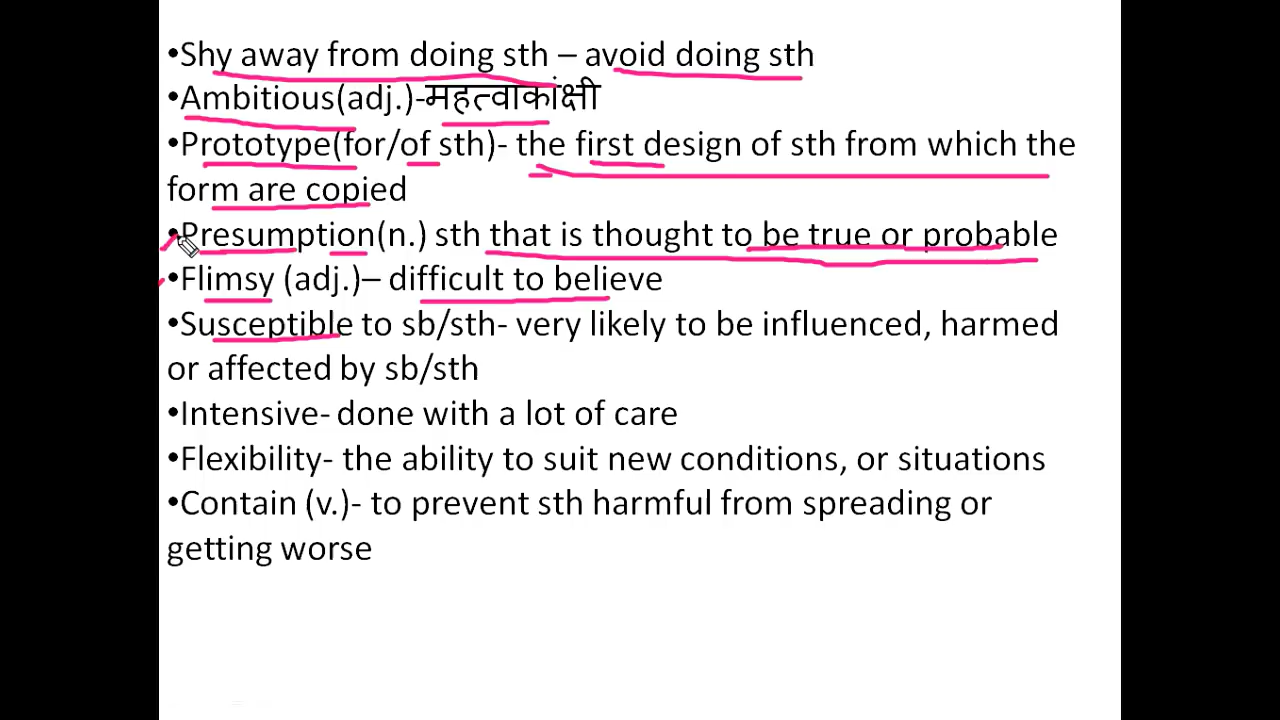 •Shy away from doing sth – avoid doing sth
•Ambitious(adj.)-महत्वाकांक्षी
•Prototype(for/of sth)- the first design of sth from which the
form are copied
•Presumption(n.) sth that is thought to be true or probable
•Flimsy (adj.)– difficult to believe
•Susceptible to sb/sth- very likely to be influenced, harmed
or affected by sb/sth
•Intensive- done with a lot of care
•Flexibility- the ability to suit new conditions, or situations
•Contain (v.)- to prevent sth harmful from spreading or
getting worse